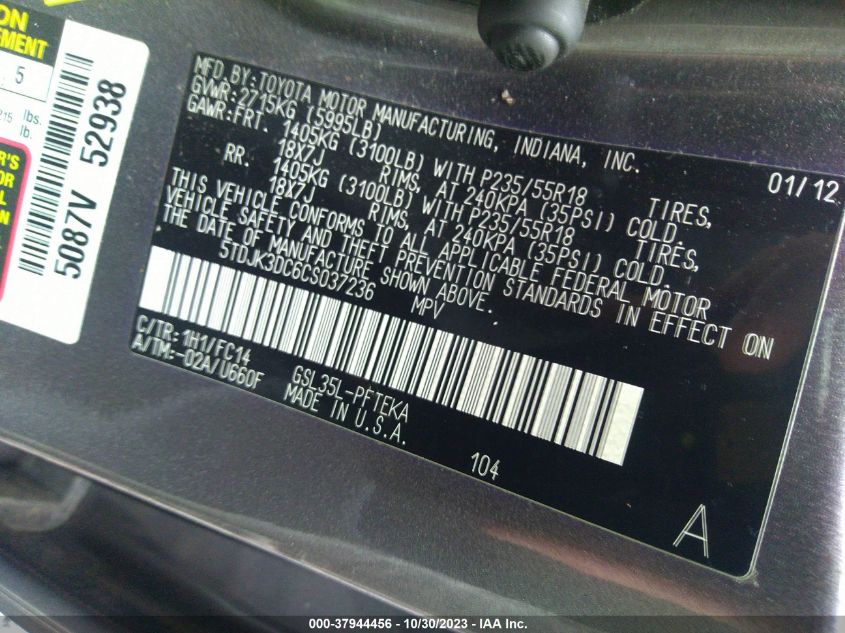 ON
EMENT
: 5
215 lbs.
lb.
R'S
OR
AL
N
5087V 52938
MFD.BY:TOYOTA MOTOR MANUFACTURING, INDIANA, INC. 01/12
GVWR:2715KG (5995LB)
GAWR:FRT. 1405KG (3100LB) WITH P235/55R18 TIRES,
18X7J RIMS, AT 240KPA (35PSI) COLD.
RR. 1405KG (3100LB) WITH P235/55R18 TIRES,
18X7J RIMS, AT 240KPA (35PSI) COLD.
THIS VEHICLE CONFORMS TO ALL APPLICABLE FEDERAL MOTOR
VEHICLE SAFETY AND THEFT PREVENTION STANDARDS IN EFFECT ON
THE DATE OF MANUFACTURE SHOWN ABOVE.
5TDJK3DC6CS037236 MPV
C/TR:1H1/FC14 GSL35L-PFTEKA
A/TM:-02A/U660F MADE IN U.S.A.
104
A
000-37944456 - 10/30/2023 - IAA Inc.